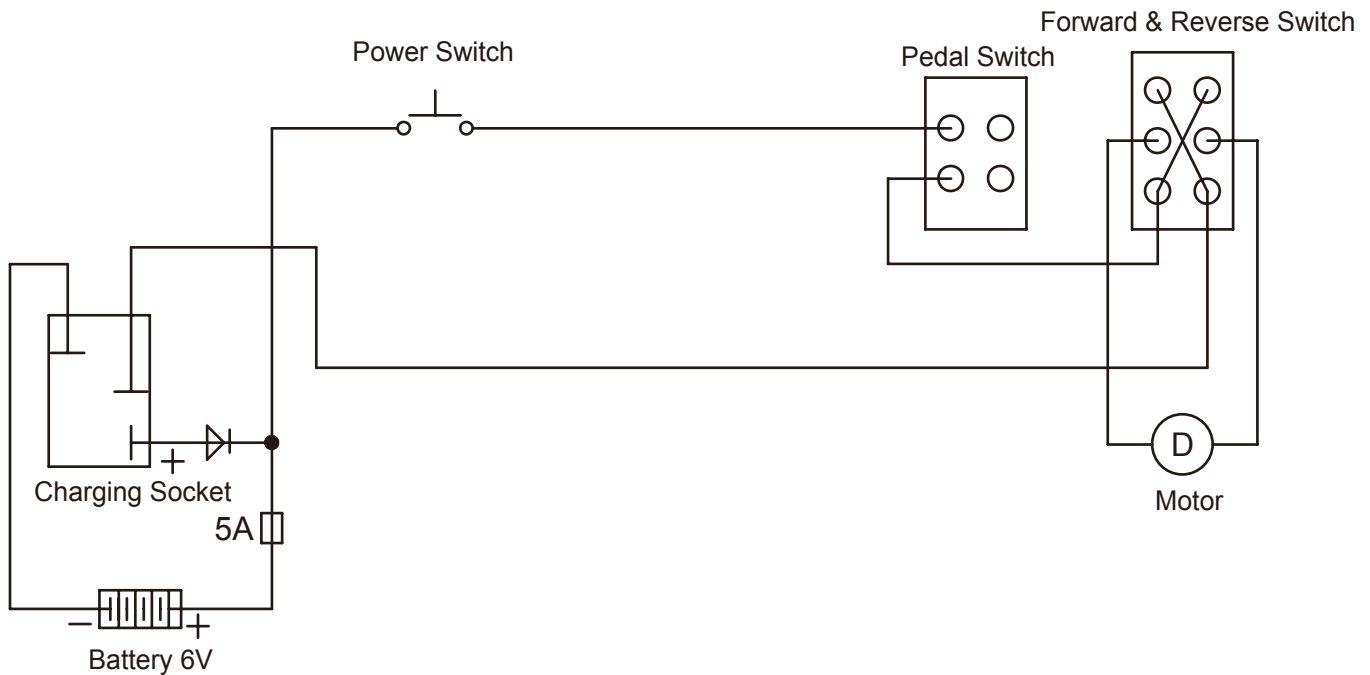 Forward & Reverse Switch
Power Switch
Pedal Switch
+
Charging Socket
5A
D
Motor
- +
Battery 6V